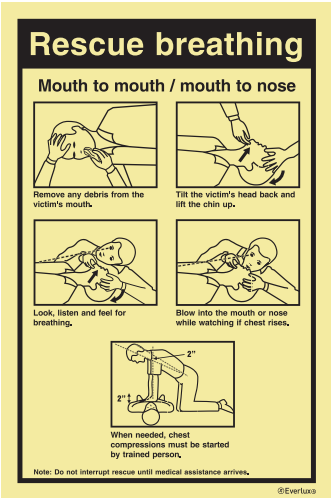 Rescue breathing
Mouth to mouth / mouth to nose
Remove any debris from the
victim's mouth.
Tilt the victim's head back and
lift the chin up.
Look, listen and feel for
breathing.
Blow into the mouth or nose
while watching if chest rises.
2"
2"
When needed, chest
compressions must be started
by trained person.
Note: Do not interrupt rescue until medical assistance arrives.
Everlux®